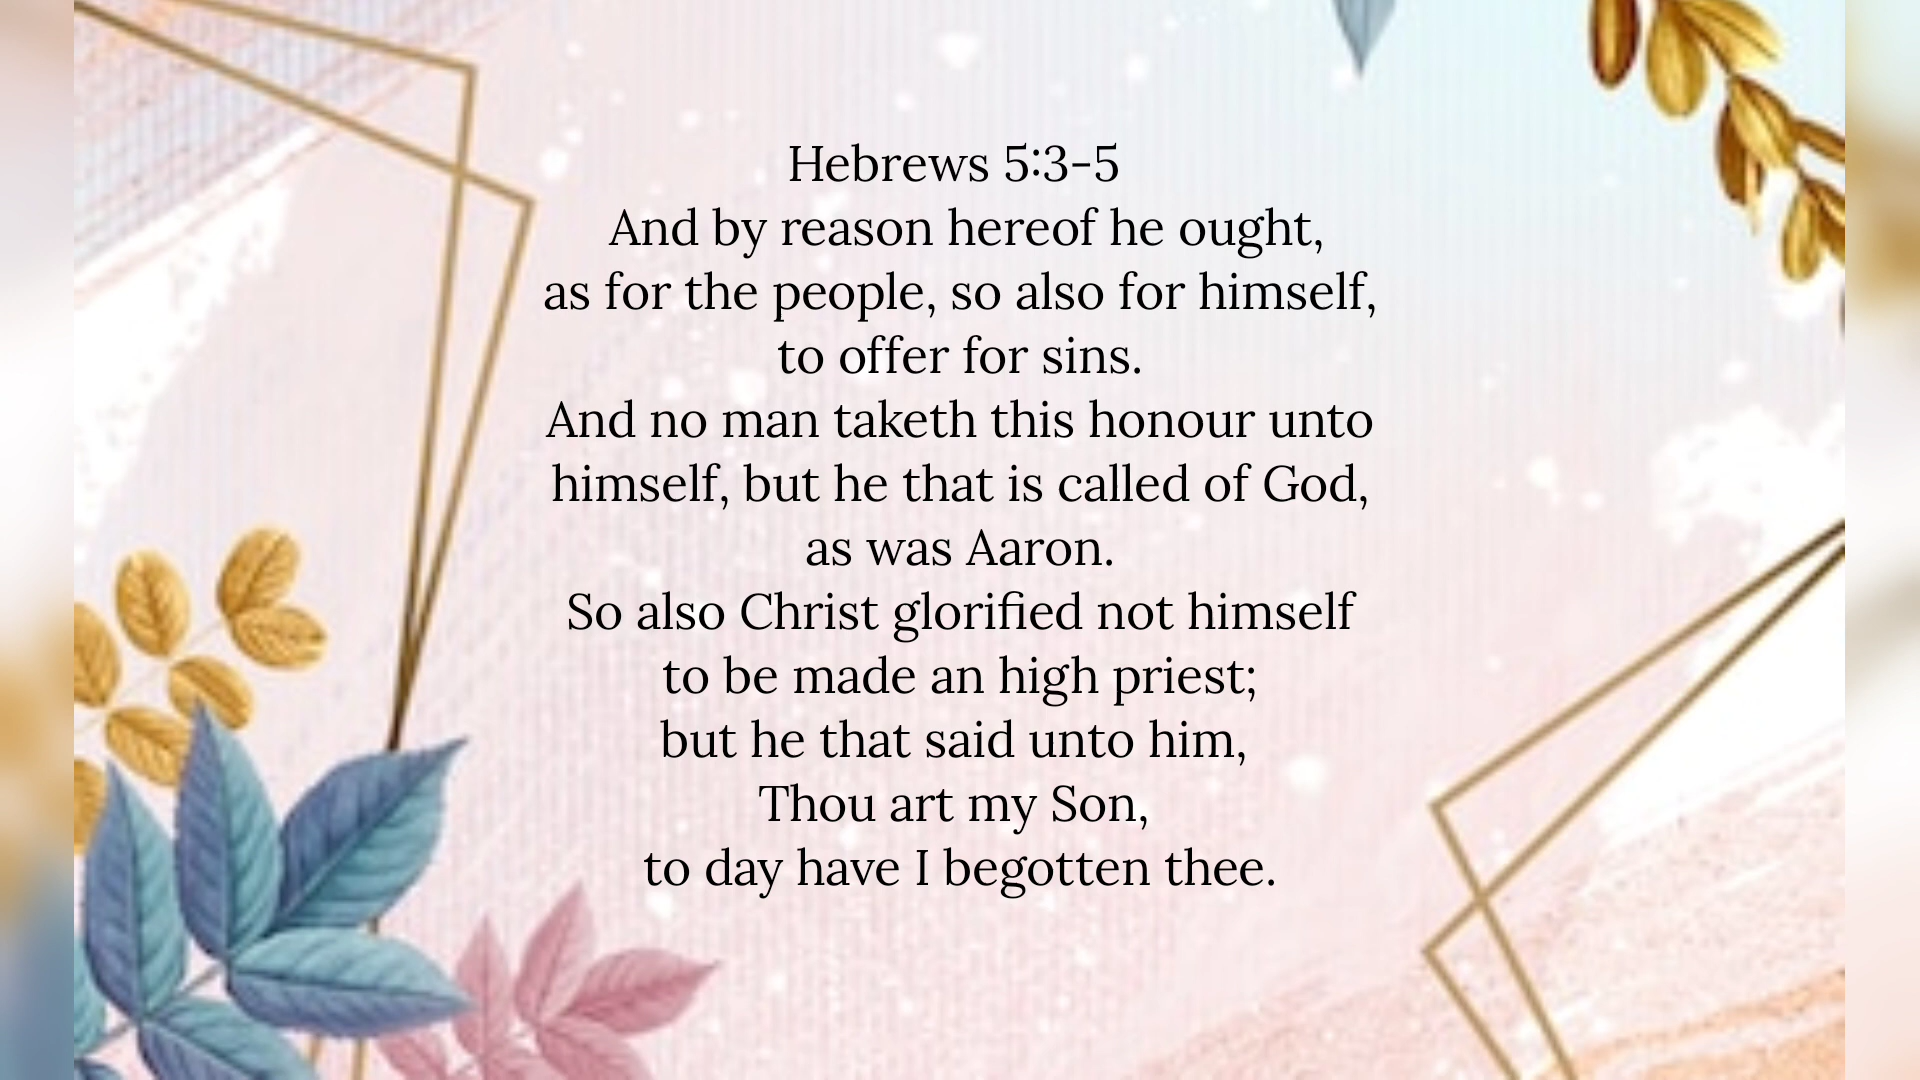 Hebrews 5:3-5
And by reason hereof he ought,
as for the people, so also for himself,
to offer for sins.
And no man taketh this honour unto
himself, but he that is called of God,
as was Aaron.
So also Christ glorified not himself
to be made an high priest;
but he that said unto him,
Thou art my Son,
to day have I begotten thee.